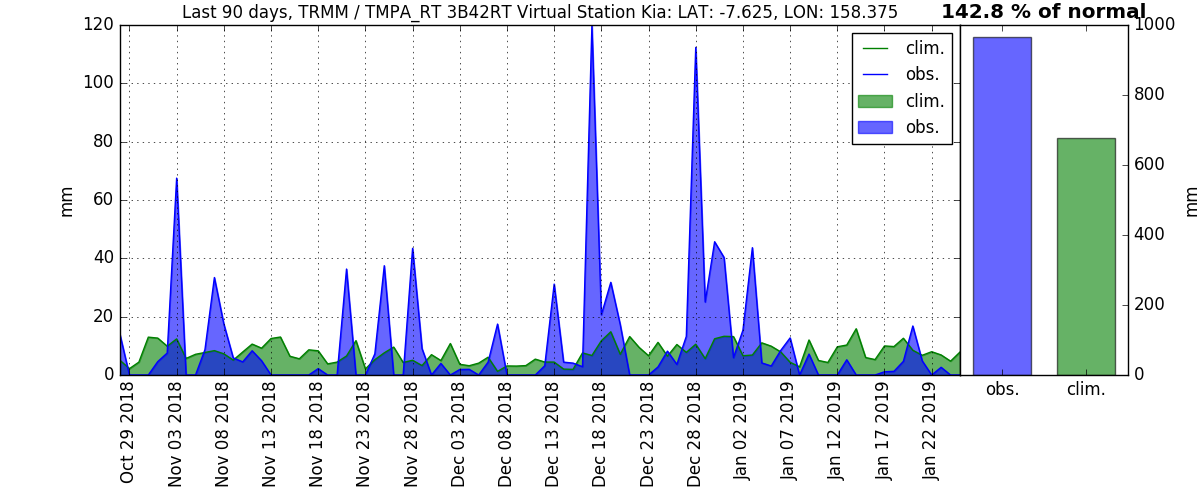 Last 90 days, TRMM / TMPA_RT 3B42RT Virtual Station Kia: LAT: -7.625, LON: 158.375
142.8 % of normal
120
100
80
60
40
20
0
mm
clim.
obs.
clim.
obs.
1000
800
600
400
200
0
mm
obs.
clim.
Oct 29 2018
Nov 03 2018
Nov 08 2018
Nov 13 2018
Nov 18 2018
Nov 23 2018
Nov 28 2018
Dec 03 2018
Dec 08 2018
Dec 13 2018
Dec 18 2018
Dec 23 2018
Dec 28 2018
Jan 02 2019
Jan 07 2019
Jan 12 2019
Jan 17 2019
Jan 22 2019